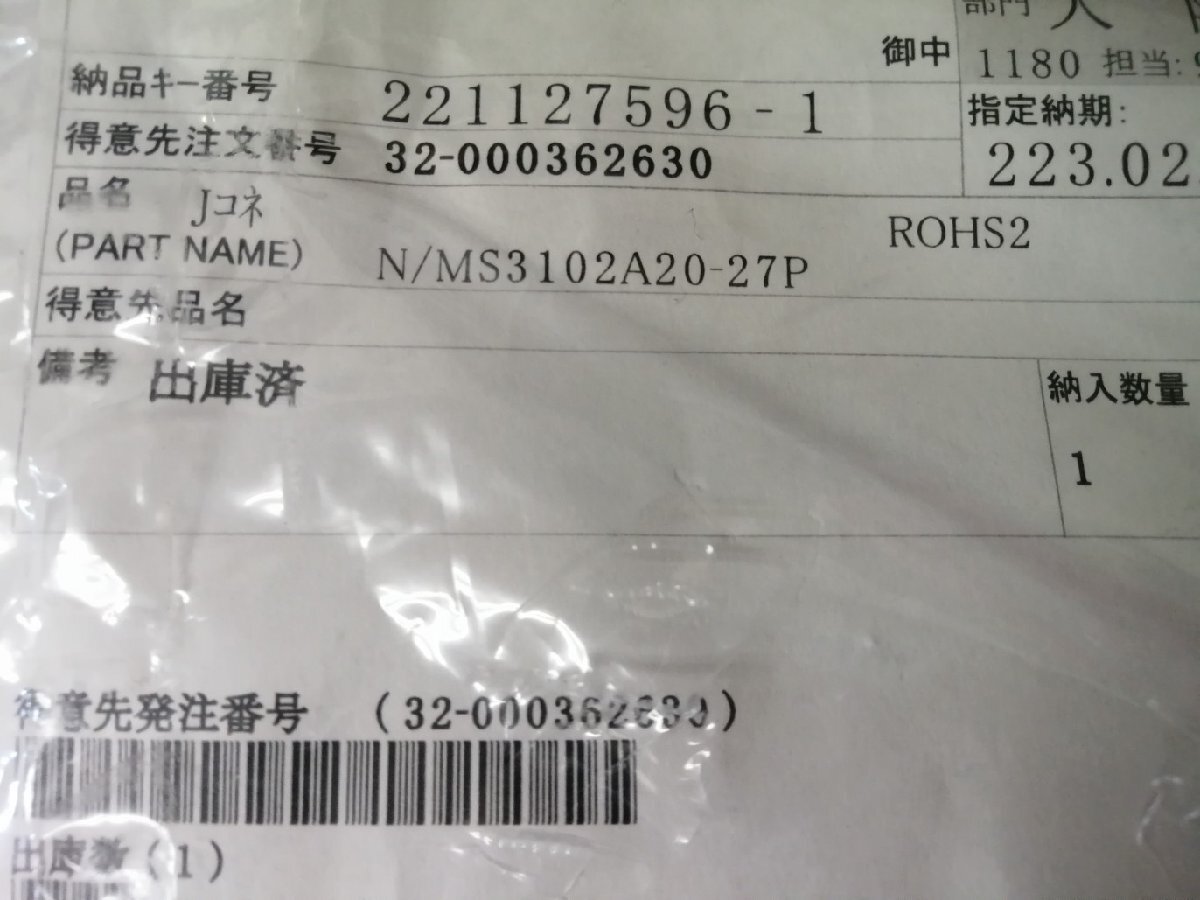 部門
御中
1180 担当:
納品キー番号 221127596-1
指定納期:
得意先注文番号 32-000362630
223.02
品名 Jコネ
(PART NAME) N/MS3102A20-27P ROHS2
得意先品名
備考 出庫済
納入数量
1
得意先発注番号 (32-000362630)
出庫数(1)